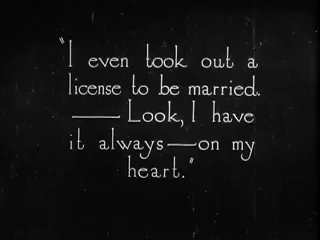 "I even took out a
license to be married.
—— Look, I have
it always——on my
heart."